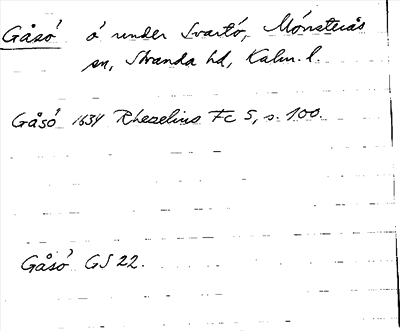 Gåsö ö under Svartö, Mönsterås
sn, Stranda hd, Kalm. l.
Gåsö 1634 Rhezelius Fc 5, s. 100.
Gåsö GS 22.